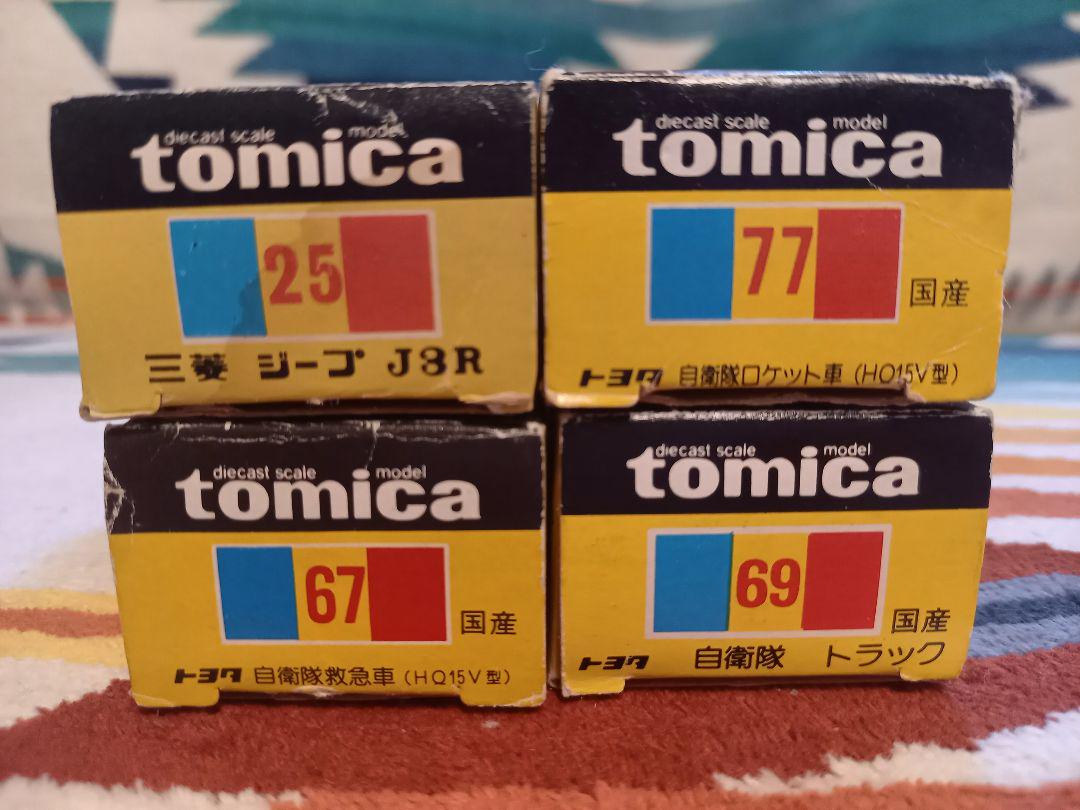 diecast scale model
tomica
25
三菱 ジープ J3R
diecast scale model
tomica
77
国産
トヨタ 自衛隊ロケット車 (HQ15V型)
diecast scale model
tomica
67
国産
トヨタ 自衛隊救急車 (HQ15V型)
diecast scale model
tomica
69
国産
トヨタ 自衛隊 トラック